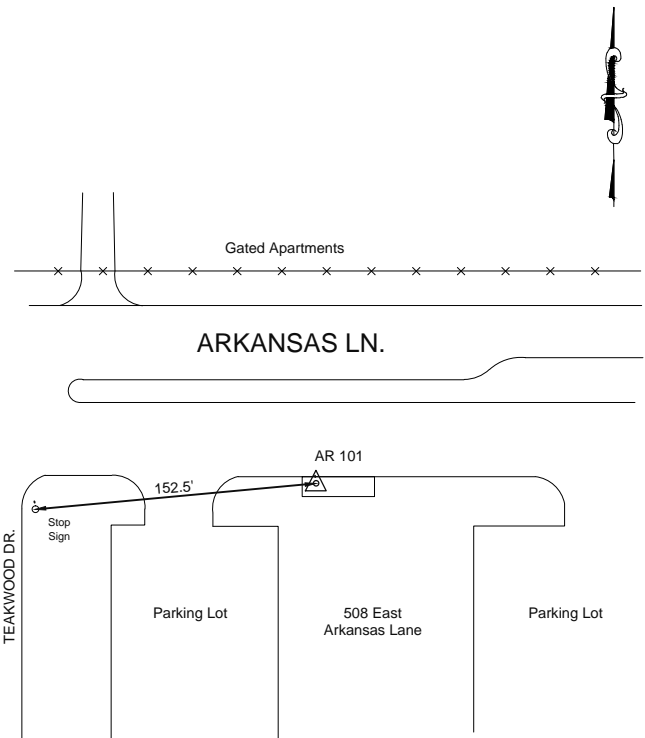 Gated Apartments
ARKANSAS LN.
AR 101
152.5'
Stop
Sign
TEAKWOOD DR.
Parking Lot
508 East
Arkansas Lane
Parking Lot